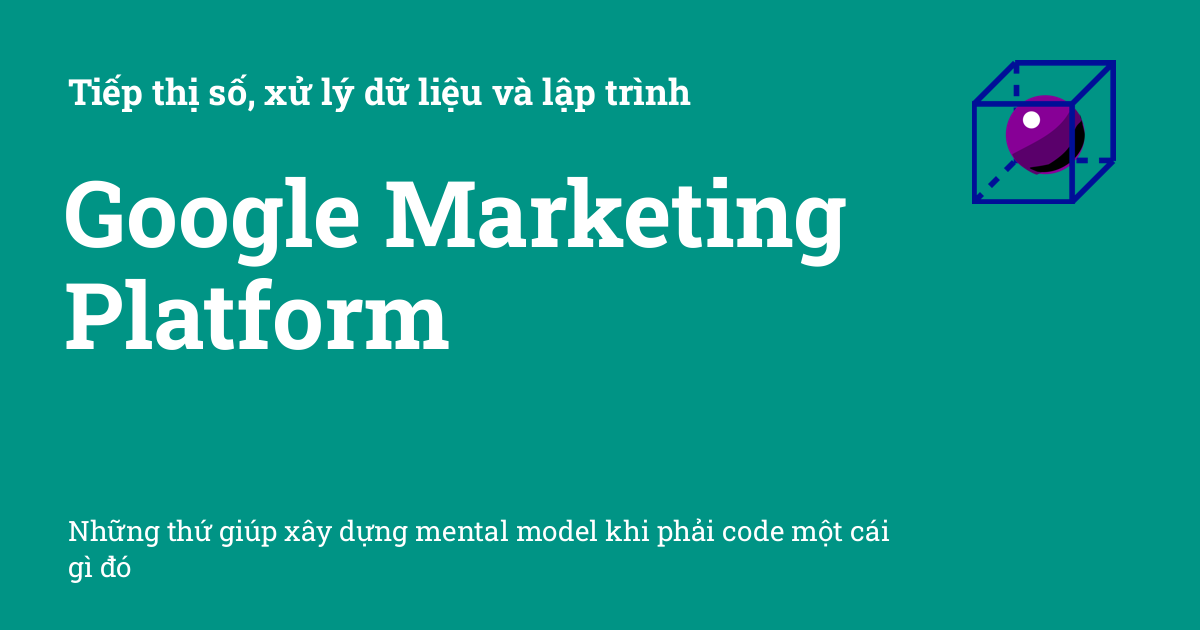 Tiếp thị số, xử lý dữ liệu và lập trình
Google Marketing
Platform
Những thứ giúp xây dựng mental model khi phải code một cái
gì đó